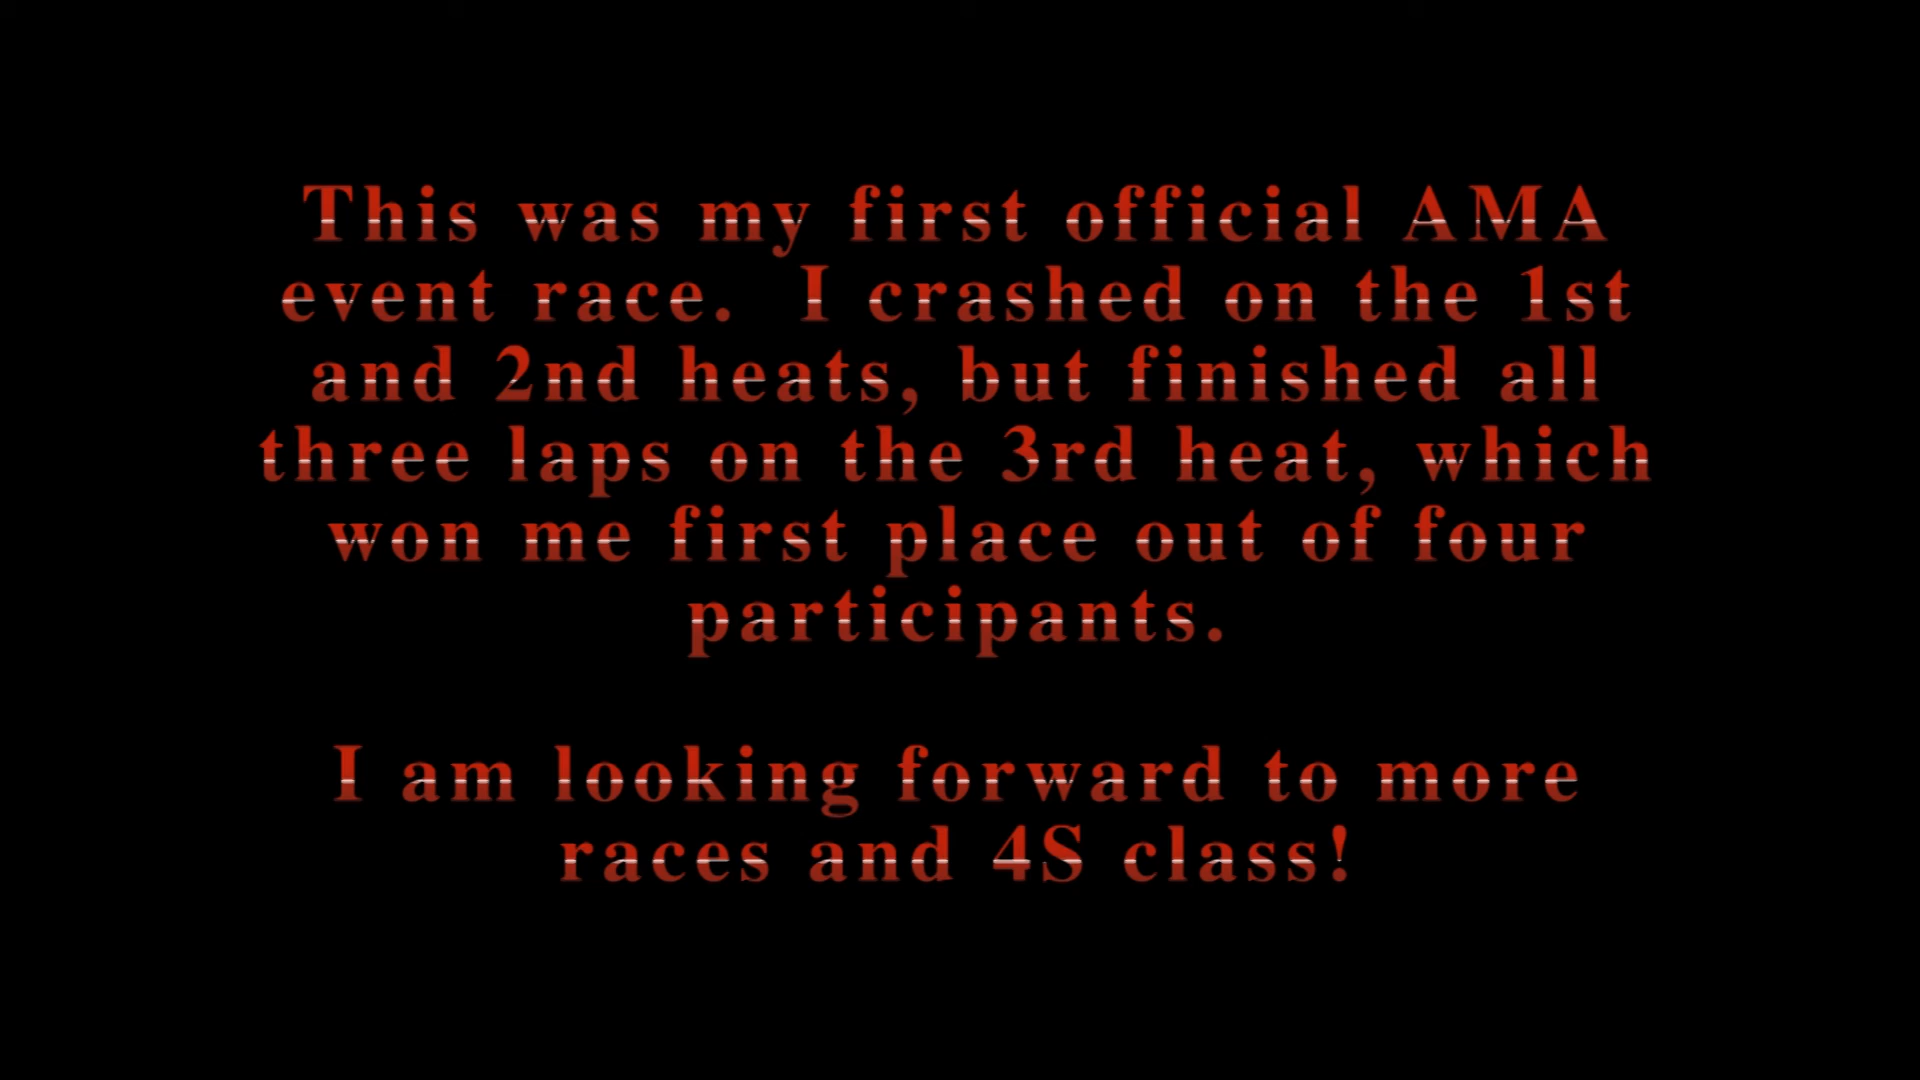 This was my first official AMA
event race.  I crashed on the 1st
and 2nd heats, but finished all
three laps on the 3rd heat, which
won me first place out of four
participants.
I am looking forward to more
races and 4S class!